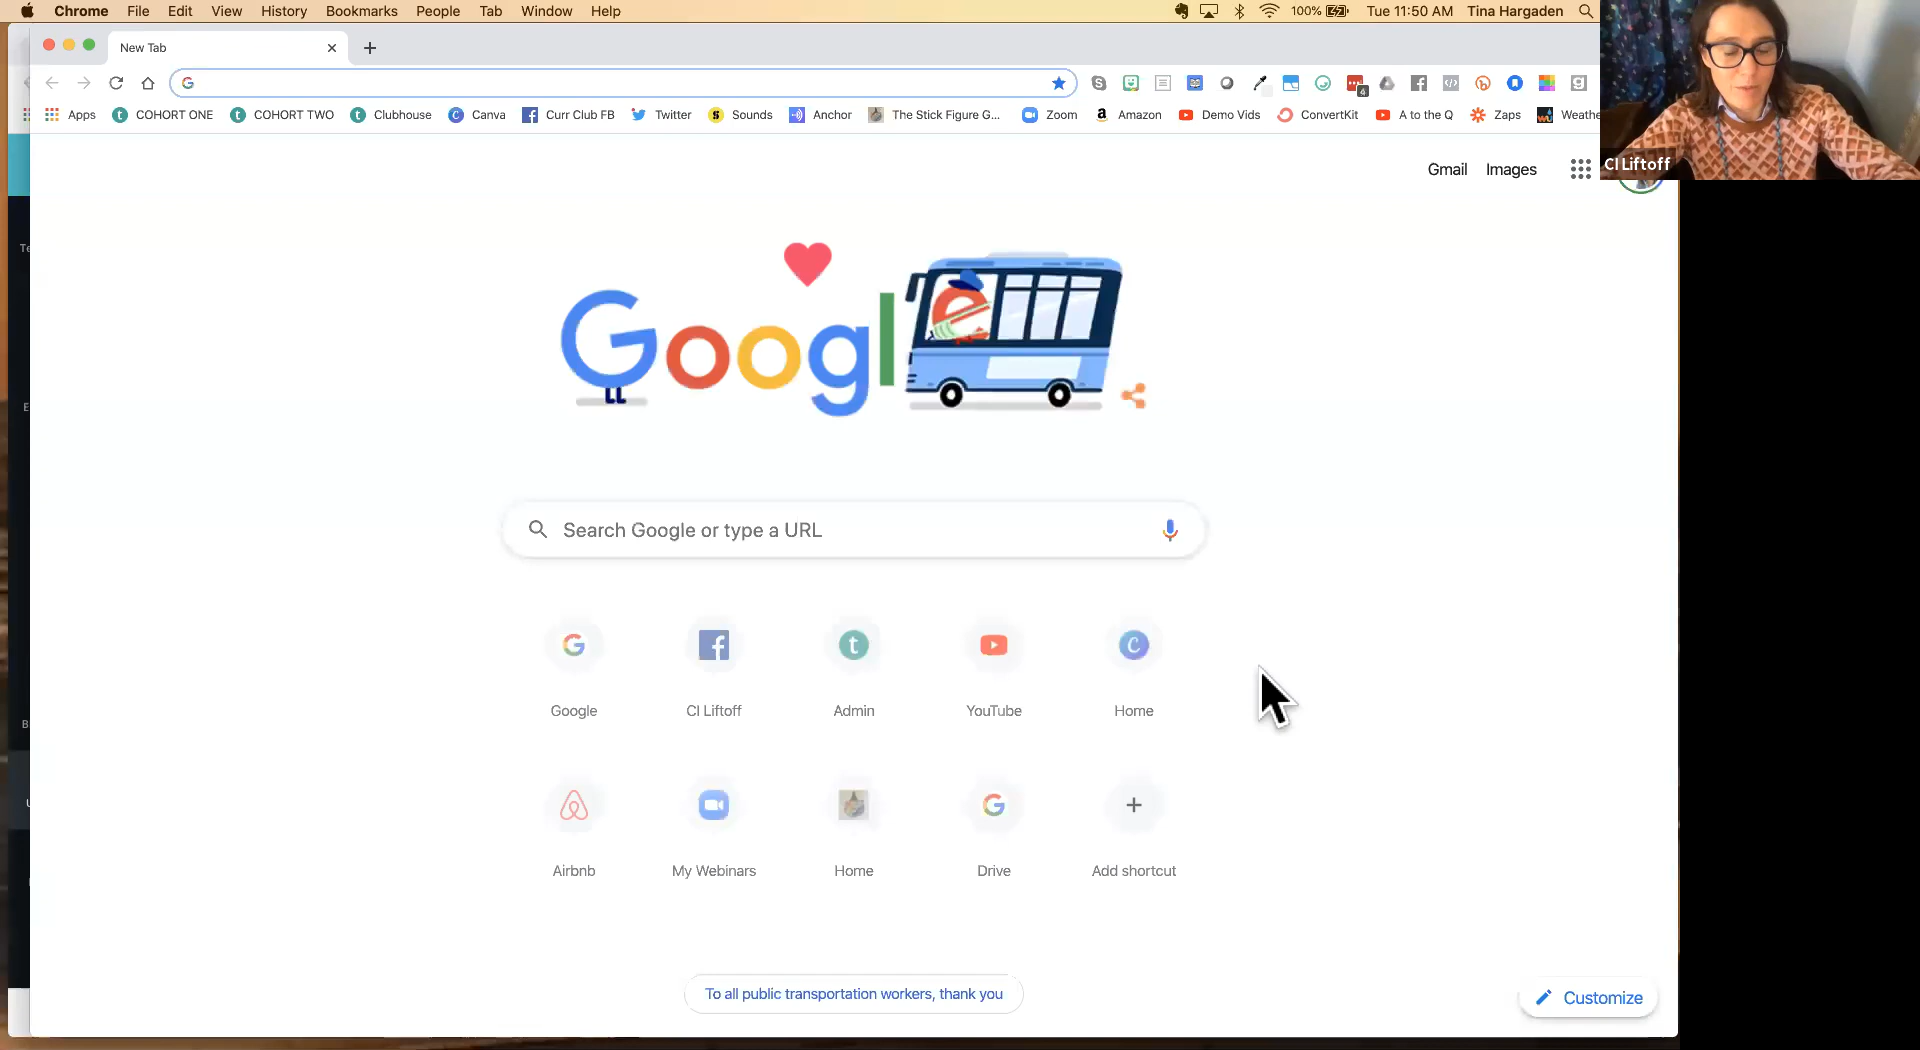 Chrome File Edit View History Bookmarks People Tab Window Help 100% Tue 11:50 AM Tina Hargaden
New Tab
4
Apps COHORT ONE COHORT TWO Clubhouse Canva Curr Club FB Twitter Sounds Anchor The Stick Figure G... Zoom Amazon Demo Vids ConvertKit A to the Q Zaps Weathe
CI Liftoff
Gmail Images
Google
Search Google or type a URL
Google CI Liftoff Admin YouTube Home
Airbnb My Webinars Home Drive Add shortcut
To all public transportation workers, thank you
Customize